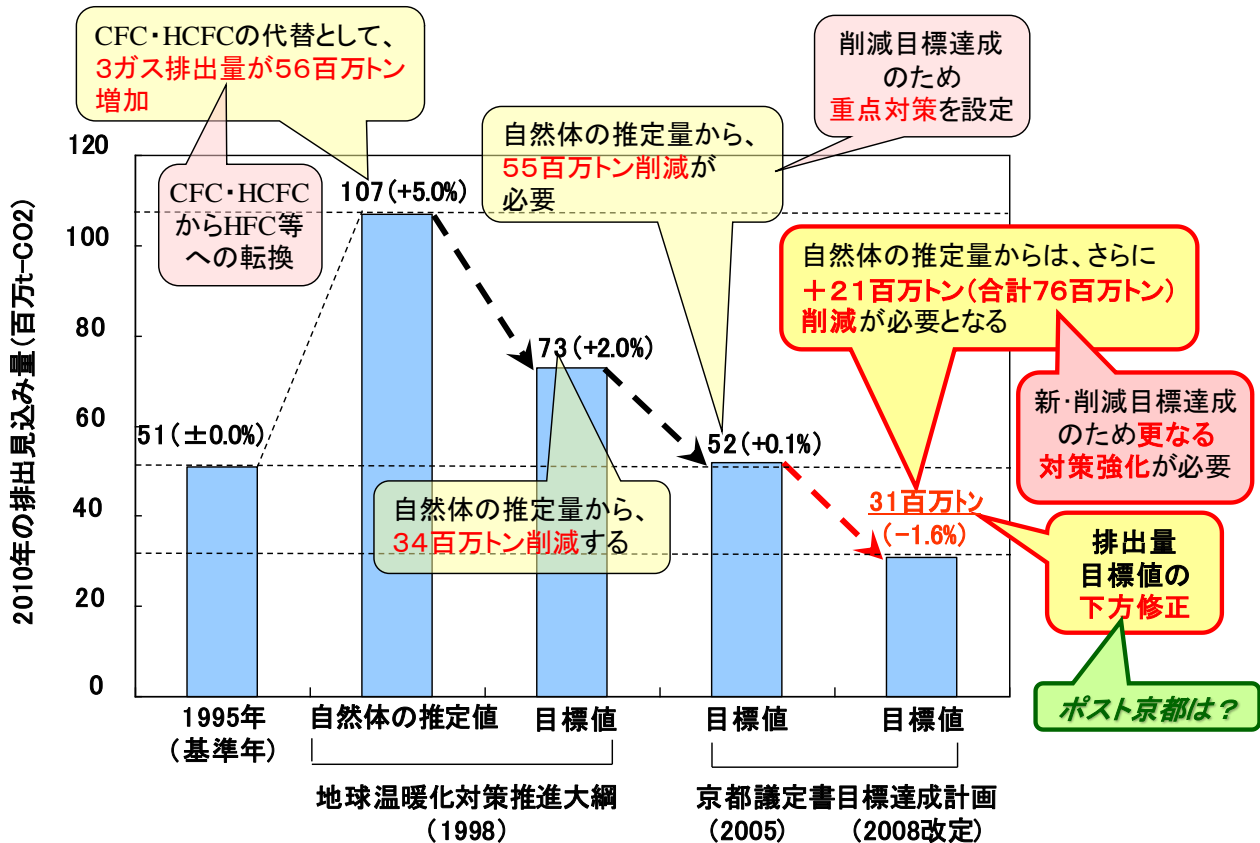 CFC・HCFCの代替として、
3ガス排出量が56百万トン
増加
削減目標達成
のため
重点対策を設定
自然体の推定量から、
55百万トン削減が
必要
CFC・HCFC
からHFC等
への転換
自然体の推定量からは、さらに
+21百万トン(合計76百万トン)
削減が必要となる
新・削減目標達成
のため更なる
対策強化が必要
自然体の推定量から、
34百万トン削減する
排出量
目標値の
下方修正
ポスト京都は?
2010年の排出見込み量(百万t-CO2)
120
100
80
60
40
20
0
51(±0.0%)
107(+5.0%)
73(+2.0%)
52(+0.1%)
31百万トン
(-1.6%)
1995年
(基準年)
自然体の推定値
目標値
目標値
目標値
地球温暖化対策推進大綱
(1998)
京都議定書目標達成計画
(2005)
(2008改定)